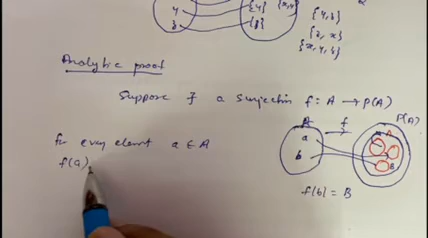 y {y} {x,y} {y,z}
z {z} {z,x}
{x,y,z}
Analytic proof
Suppose ∃ a surjection f: A → P(A)
A f P(A)
a A
b B
for every element a ∈ A
f(a)
f(b) = B